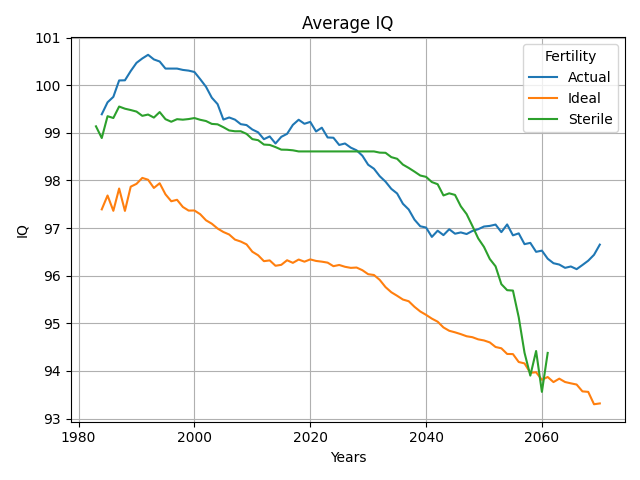 Average IQ
101
100
99
98
97
96
95
94
93
IQ
Fertility
Actual
Ideal
Sterile
1980
2000
2020
2040
2060
Years